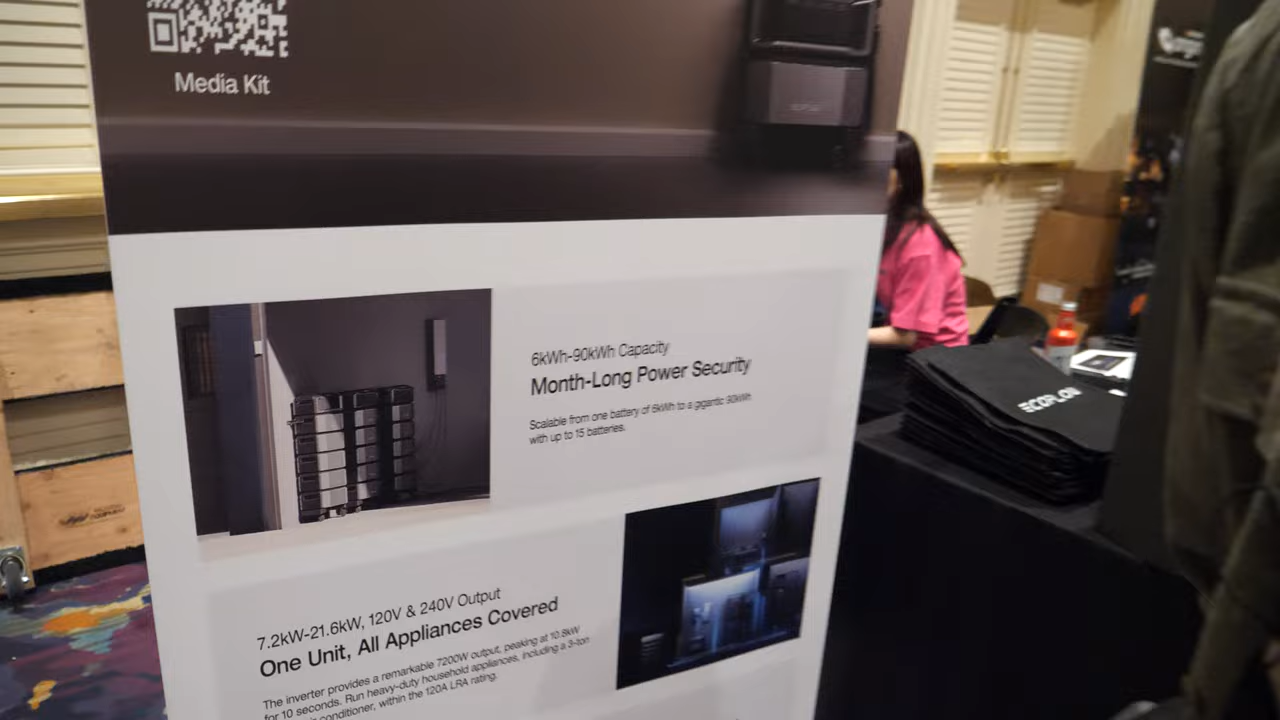 Media Kit
6kWh-90kWh Capacity
Month-Long Power Security
Scalable from one battery of 6kWh to a gigantic 90kWh
with up to 15 batteries.
ECOFLOW
7.2kW-21.6kW, 120V & 240V Output
One Unit, All Appliances Covered
The inverter provides a remarkable 7200W output, peaking at 10.8kW
for 10 seconds. Run heavy-duty household appliances, including a 3-ton
conditioner, within the 120A LRA rating.